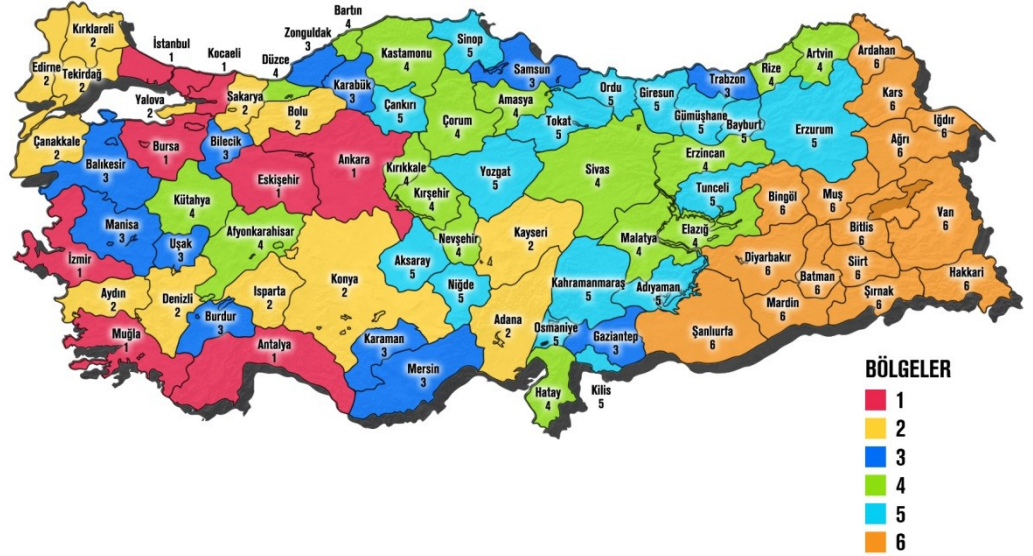 Bartın
4
Zonguldak
3
Kırklareli
2
İstanbul
1
Kocaeli
1
Düzce
4
Kastamonu
4
Sinop
5
Samsun
3
Artvin
4
Ardahan
6
Edirne
2
Tekirdağ
2
Yalova
2
Sakarya
2
Bolu
2
Karabük
3
Çankırı
5
Çorum
4
Amasya
4
Ordu
5
Giresun
5
Trabzon
3
Rize
4
Kars
6
Iğdır
6
Çanakkale
2
Balıkesir
3
Bursa
1
Bilecik
3
Eskişehir
1
Ankara
1
Kırıkkale
4
Yozgat
5
Tokat
5
Sivas
4
Gümüşhane
5
Bayburt
5
Erzincan
4
Erzurum
5
Ağrı
6
Manisa
3
Kütahya
4
Uşak
3
Afyonkarahisar
4
Kırşehir
4
Nevşehir
4
Kayseri
2
Malatya
4
Elazığ
4
Tunceli
5
Bingöl
6
Muş
6
Bitlis
6
Van
6
İzmir
1
Aydın
2
Denizli
2
Isparta
2
Konya
2
Aksaray
5
Niğde
5
Kahramanmaraş
5
Adıyaman
5
Diyarbakır
6
Batman
6
Siirt
6
Şırnak
6
Hakkari
6
Muğla
1
Burdur
3
Antalya
1
Karaman
3
Mersin
3
Adana
2
Osmaniye
5
Gaziantep
3
Şanlıurfa
6
Mardin
6
Hatay
4
Kilis
5
BÖLGELER
1
2
3
4
5
6